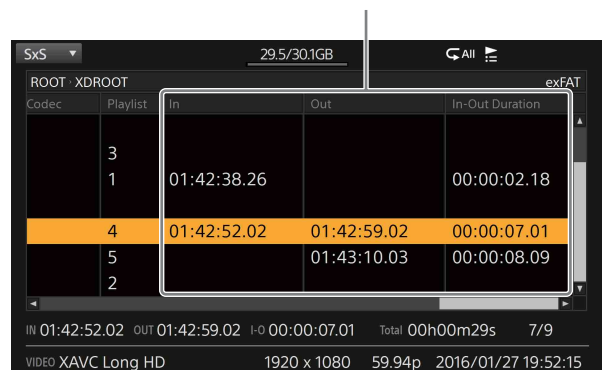 SxS 29.5/30.1GB All
ROOT XDROOT exFAT
Codec Playlist In Out In-Out Duration
3
1 01:42:38.26 00:00:02.18
4 01:42:52.02 01:42:59.02 00:00:07.01
5 01:43:10.03 00:00:08.09
2
IN 01:42:52.02 OUT 01:42:59.02 I-O 00:00:07.01 Total 00h00m29s 7/9
VIDEO XAVC Long HD 1920 x 1080 59.94p 2016/01/27 19:52:15